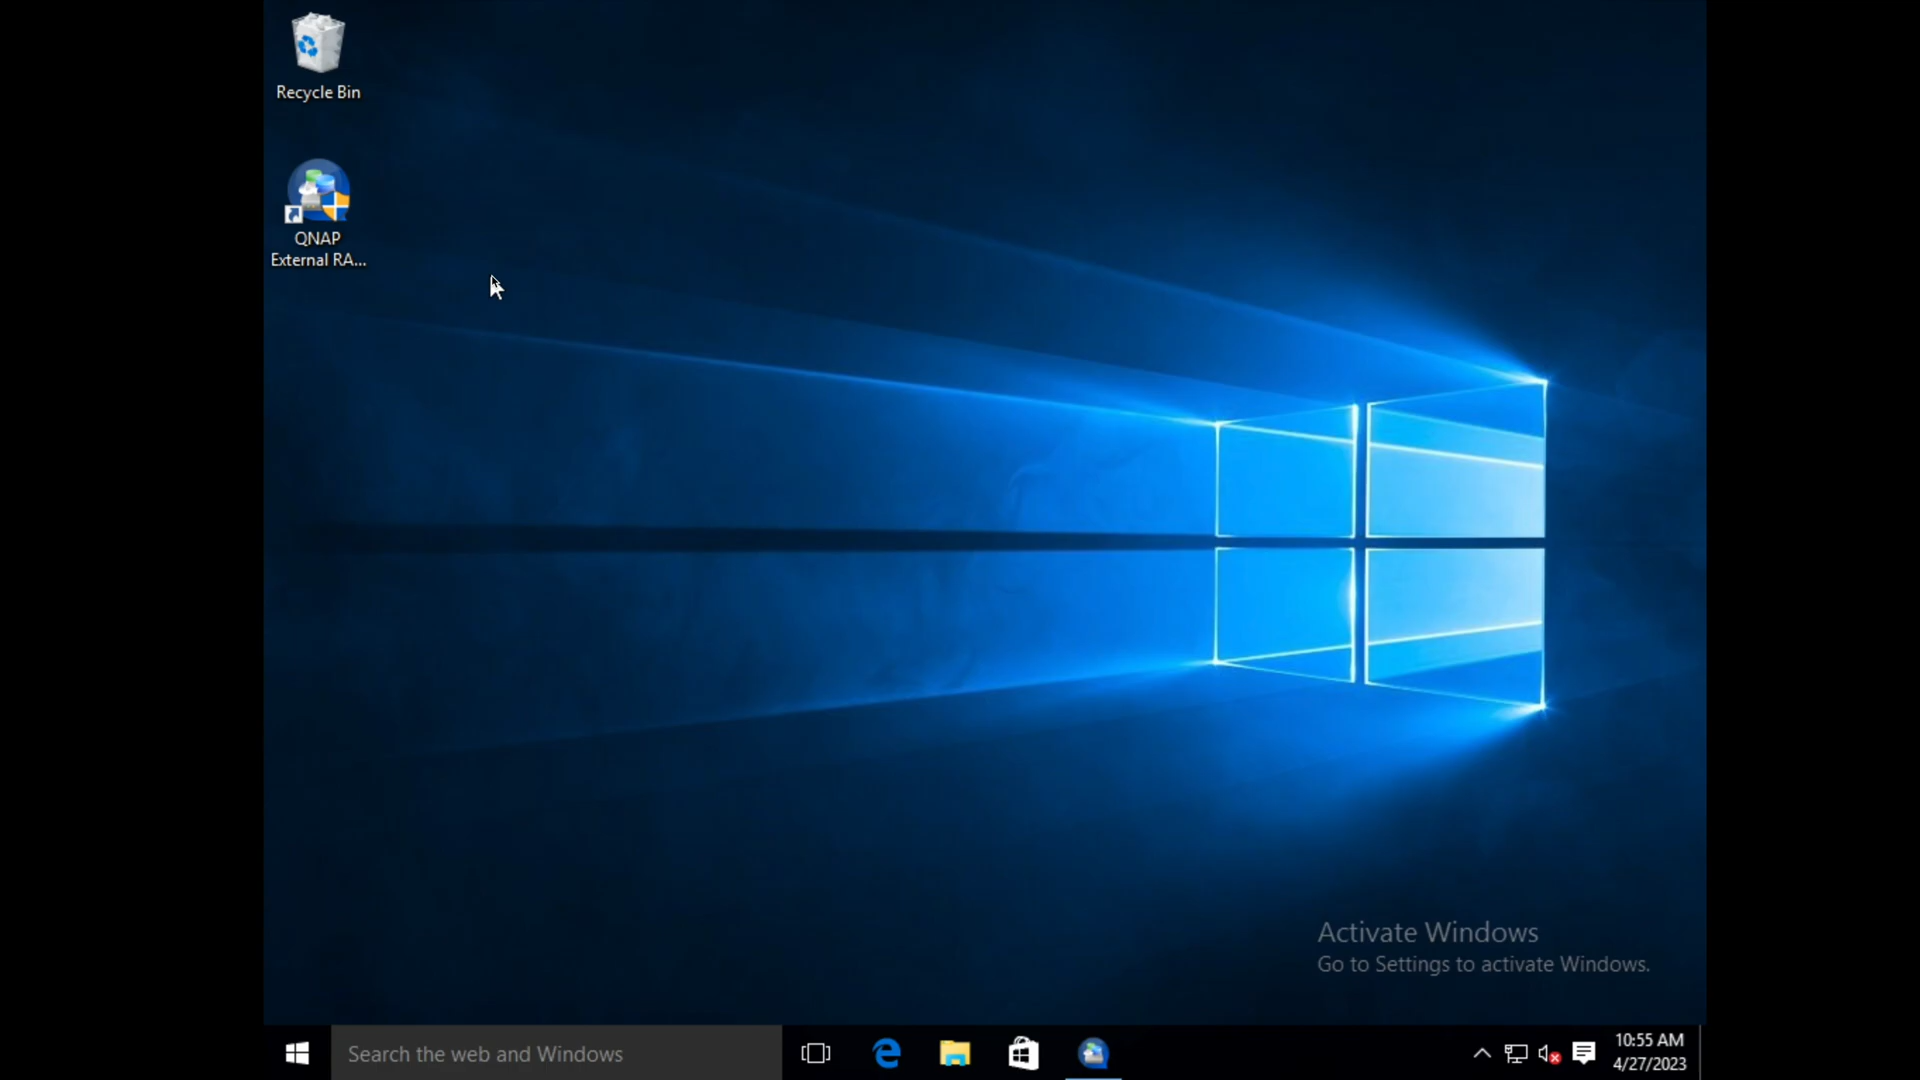 Recycle Bin
QNAP
External RA...
Activate Windows
Go to Settings to activate Windows.
Search the web and Windows
10:55 AM
4/27/2023